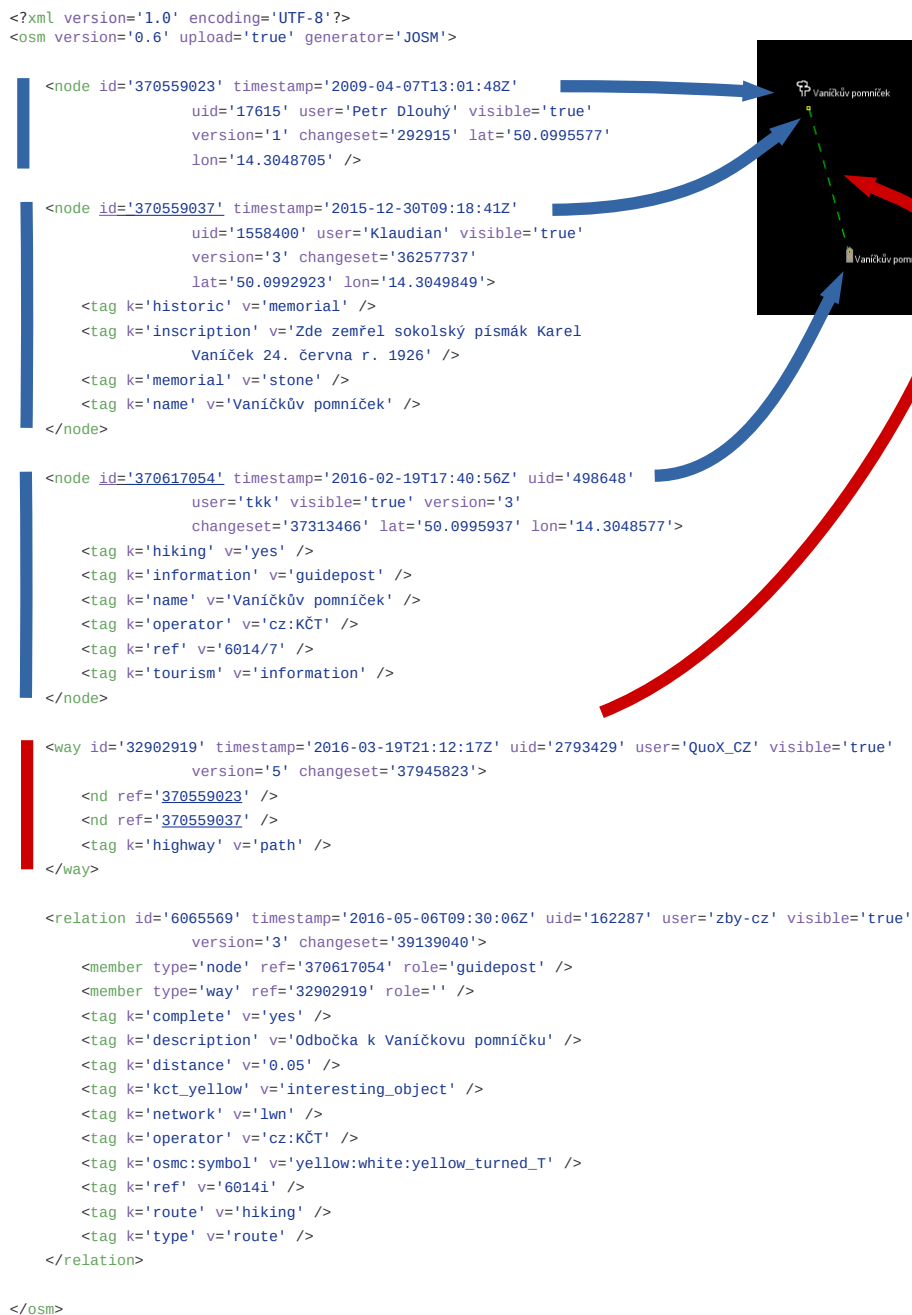 <?xml version='1.0' encoding='UTF-8'?>
<osm version='0.6' upload='true' generator='JOSM'>
<node id='370559023' timestamp='2009-04-07T13:01:48Z'
uid='17615' user='Petr Dlouhý' visible='true'
version='1' changeset='292915' lat='50.0995577'
lon='14.3048705' />
<node id='370559037' timestamp='2015-12-30T09:18:41Z'
uid='1558400' user='Klaudian' visible='true'
version='3' changeset='36257737'
lat='50.0992923' lon='14.3049849'>
<tag k='historic' v='memorial' />
<tag k='inscription' v='Zde zemřel sokolský písmák Karel
Vaníček 24. června r. 1926' />
<tag k='memorial' v='stone' />
<tag k='name' v='Vaníčkův pomníček' />
</node>
<node id='370617054' timestamp='2016-02-19T17:40:56Z' uid='498648'
user='tkk' visible='true' version='3'
changeset='37313466' lat='50.0995937' lon='14.3048577'>
<tag k='hiking' v='yes' />
<tag k='information' v='guidepost' />
<tag k='name' v='Vaníčkův pomníček' />
<tag k='operator' v='cz:KČT' />
<tag k='ref' v='6014/7' />
<tag k='tourism' v='information' />
</node>
<way id='32902919' timestamp='2016-03-19T21:12:17Z' uid='2793429' user='QuoX_CZ' visible='true'
version='5' changeset='37945823'>
<nd ref='370559023' />
<nd ref='370559037' />
<tag k='highway' v='path' />
</way>
<relation id='6065569' timestamp='2016-05-06T09:30:06Z' uid='162287' user='zby-cz' visible='true'
version='3' changeset='39139040'>
<member type='node' ref='370617054' role='guidepost' />
<member type='way' ref='32902919' role='' />
<tag k='complete' v='yes' />
<tag k='description' v='Odbočka k Vaníčkovu pomníčku' />
<tag k='distance' v='0.05' />
<tag k='kct_yellow' v='interesting_object' />
<tag k='network' v='lwn' />
<tag k='operator' v='cz:KČT' />
<tag k='osmc:symbol' v='yellow:white:yellow_turned_T' />
<tag k='ref' v='6014i' />
<tag k='route' v='hiking' />
<tag k='type' v='route' />
</relation>
</osm>
Vaníčkův pomníček
Vaníčkův